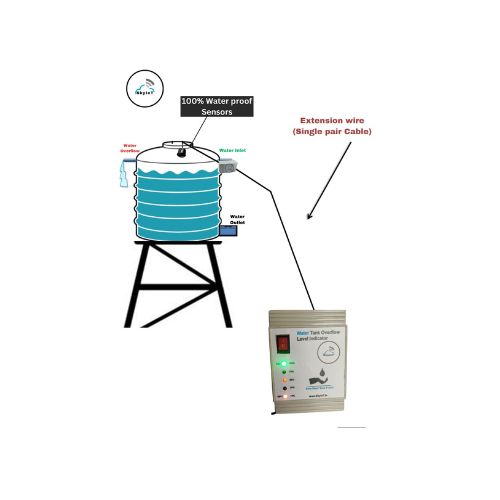 SkyIoT
100% Water proof
Sensors
Extension wire
(Single pair Cable)
Water
Overflow
Water Inlet
Water
Outlet
Water Tank Overflow
Level Indicator